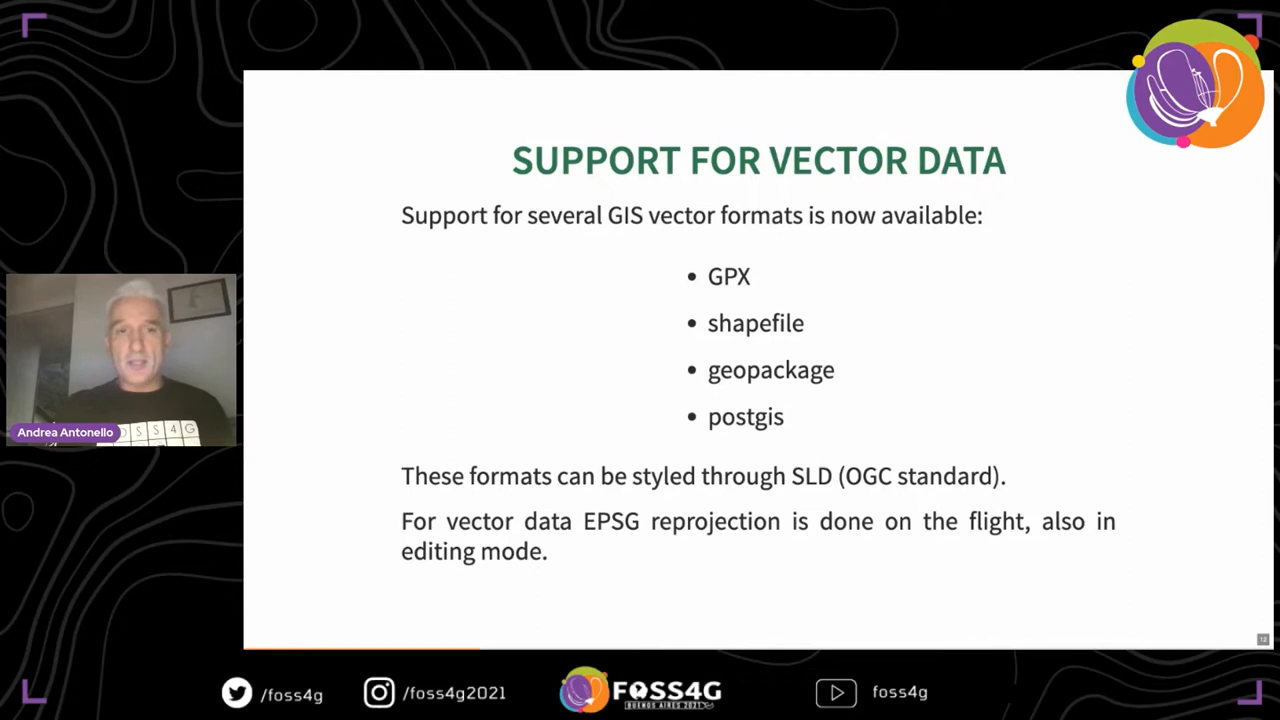 SUPPORT FOR VECTOR DATA
Support for several GIS vector formats is now available:
• GPX
• shapefile
• geopackage
• postgis
These formats can be styled through SLD (OGC standard).
For vector data EPSG reprojection is done on the flight, also in
editing mode.
12
Andrea Antonello
S S 4 G
/foss4g
/foss4g2021
FOSS4G
BUENOS AIRES 2021
foss4g